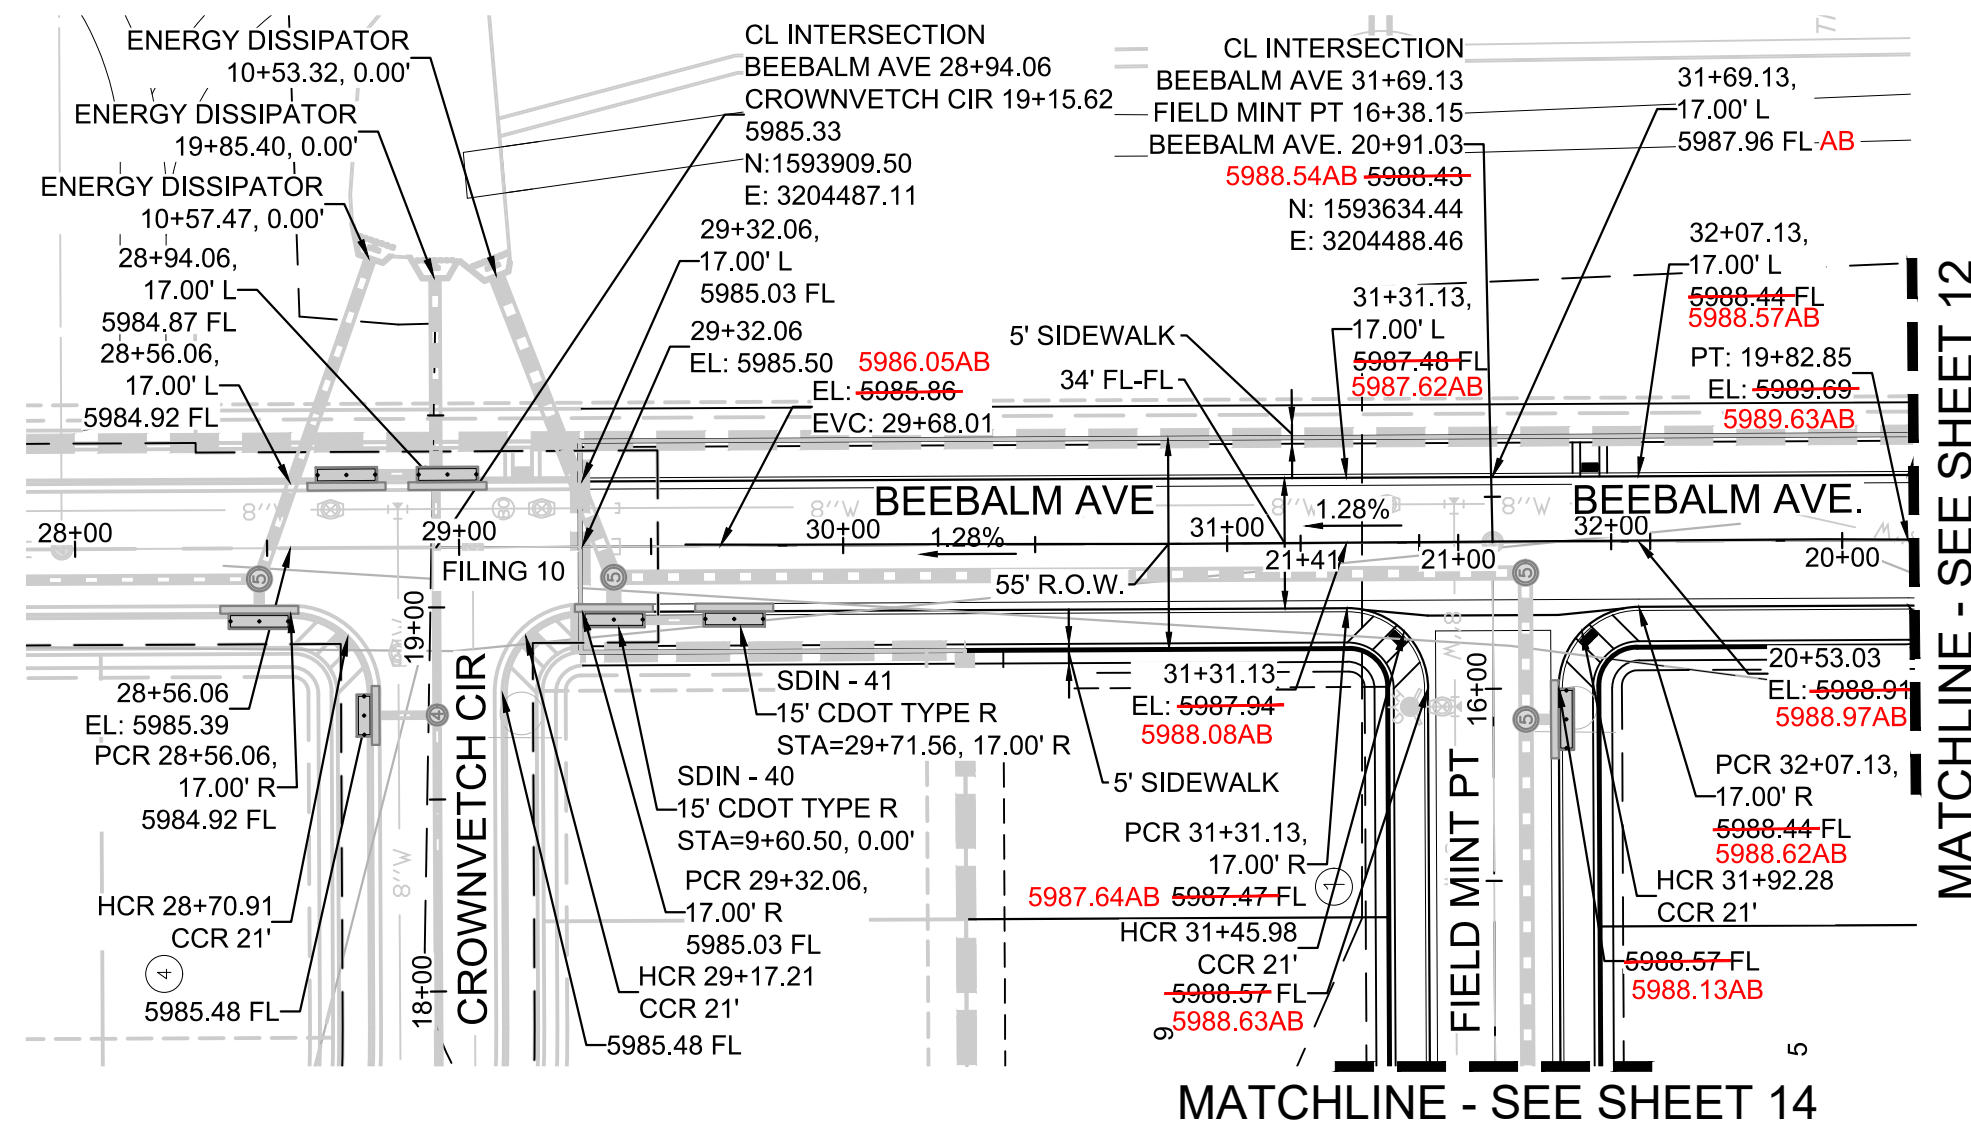 ENERGY DISSIPATOR
10+53.32, 0.00'
ENERGY DISSIPATOR
19+85.40, 0.00'
ENERGY DISSIPATOR
10+57.47, 0.00'
28+94.06,
17.00' L
5984.87 FL
28+56.06,
17.00' L
5984.92 FL
CL INTERSECTION
BEEBALM AVE 28+94.06
CROWNVETCH CIR 19+15.62
5985.33
N:1593909.50
E: 3204487.11
29+32.06,
17.00' L
5985.03 FL
29+32.06
EL: 5985.50
5986.05AB
EL: 5985.86
EVC: 29+68.01
CL INTERSECTION
BEEBALM AVE 31+69.13
FIELD MINT PT 16+38.15
BEEBALM AVE. 20+91.03
5988.54AB 5988.43
N: 1593634.44
E: 3204488.46
31+69.13,
17.00' L
5987.96 FL AB
5' SIDEWALK
34' FL-FL
31+31.13,
17.00' L
5987.48 FL
5987.62AB
32+07.13,
17.00' L
5988.44 FL
5988.57AB
PT: 19+82.85
EL: 5989.69
5989.63AB
MATCHLINE - SEE SHEET 12
BEEBALM AVE
BEEBALM AVE.
8"W
8"W
8"W
8"W
28+00
29+00
30+00
1.28%
31+00
1.28%
21+41
21+00
32+00
20+00
FILING 10
55' R.O.W.
5
5
5
19+00
18+00
CROWNVETCH CIR
8"W
4
28+56.06
EL: 5985.39
PCR 28+56.06,
17.00' R
5984.92 FL
HCR 28+70.91
CCR 21'
4
5985.48 FL
SDIN - 41
15' CDOT TYPE R
STA=29+71.56, 17.00' R
SDIN - 40
15' CDOT TYPE R
STA=9+60.50, 0.00'
PCR 29+32.06,
17.00' R
5985.03 FL
HCR 29+17.21
CCR 21'
5985.48 FL
31+31.13
EL: 5987.94
5988.08AB
5' SIDEWALK
PCR 31+31.13,
17.00' R
5987.64AB 5987.47 FL
1
HCR 31+45.98
CCR 21'
5988.57 FL
5988.63AB
9
8"W
16+00
FIELD MINT PT
5
20+53.03
EL: 5988.91
5988.97AB
PCR 32+07.13,
17.00' R
5988.44 FL
5988.62AB
HCR 31+92.28
CCR 21'
5988.57 FL
5988.13AB
5
MATCHLINE - SEE SHEET 14